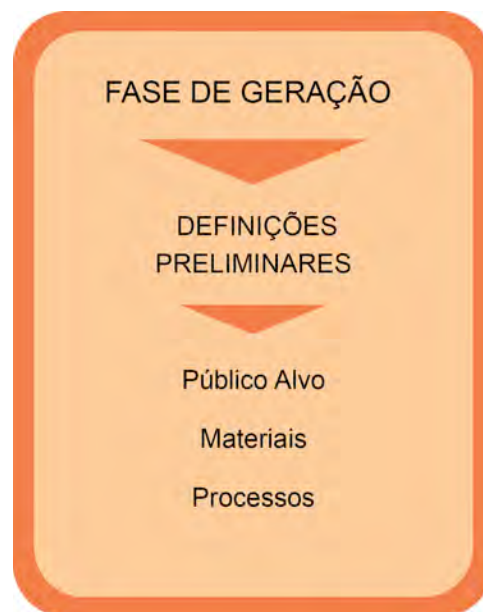 FASE DE GERAÇÃO
DEFINIÇÕES
PRELIMINARES
Público Alvo
Materiais
Processos